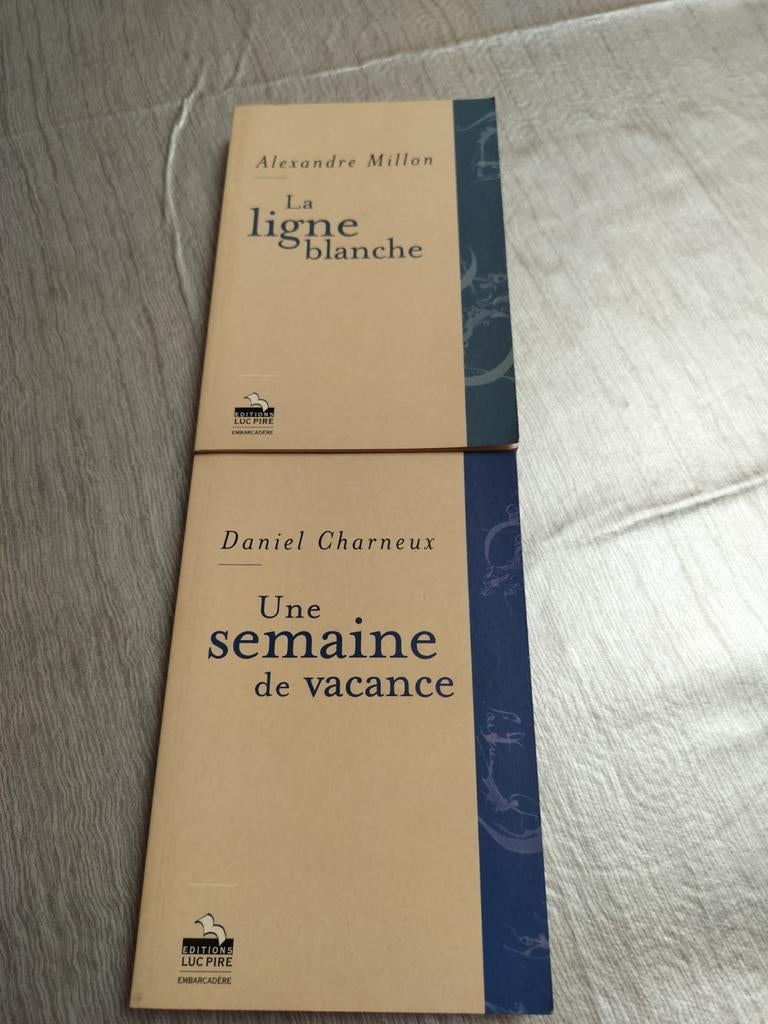 Alexandre Millon
La
ligne
blanche
EDITIONS
LUC PIRE
EMBARCADÈRE
Daniel Charneux
Une
semaine
de vacance
EDITIONS
LUC PIRE
EMBARCADÈRE